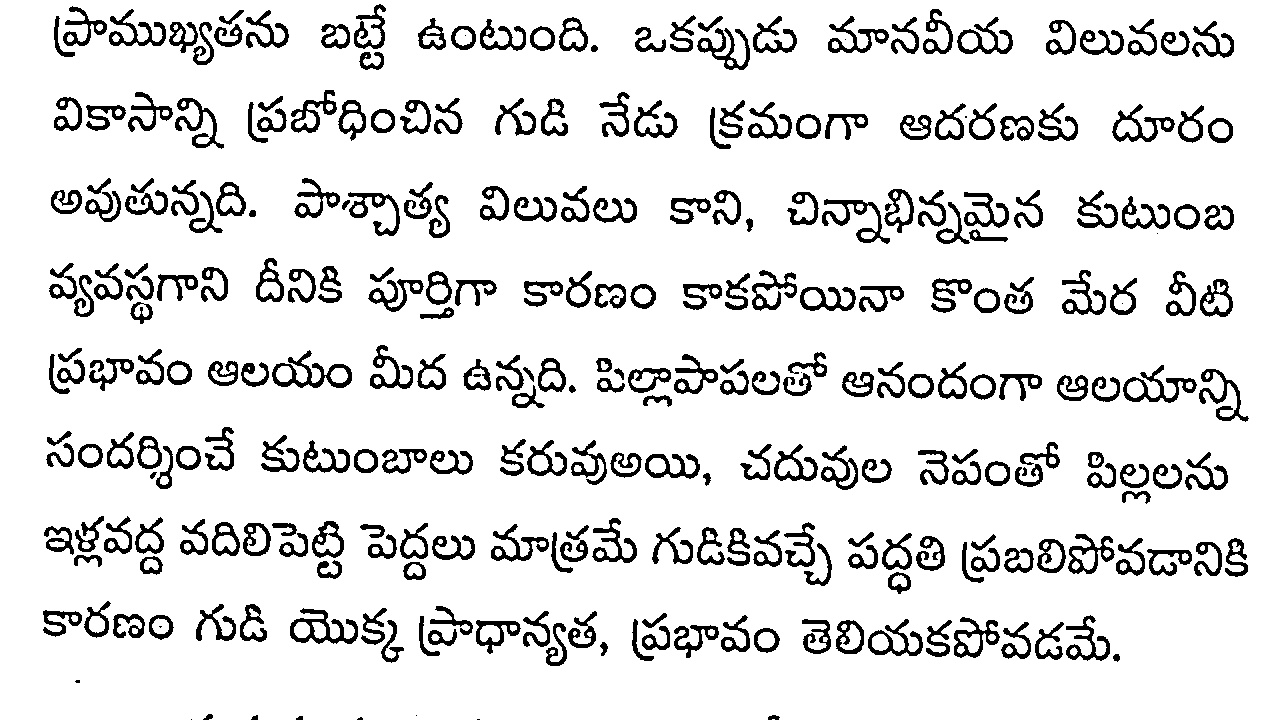 ప్రాముఖ్యతను బట్టే ఉంటుంది. ఒకప్పుడు మానవీయ విలువలను
వికాసాన్ని ప్రబోధించిన గుడి నేడు క్రమంగా ఆదరణకు దూరం
అవుతున్నది. పాశ్చాత్య విలువలు కాని, చిన్నాభిన్నమైన కుటుంబ
వ్యవస్థగాని దీనికి పూర్తిగా కారణం కాకపోయినా కొంత మేర వీటి
ప్రభావం ఆలయం మీద ఉన్నది. పిల్లాపాపలతో ఆనందంగా ఆలయాన్ని
సందర్శించే కుటుంబాలు కరువుఅయి, చదువుల నెపంతో పిల్లలను
ఇళ్లవద్ద వదిలిపెట్టి పెద్దలు మాత్రమే గుడికివచ్చే పద్ధతి ప్రబలిపోవడానికి
కారణం గుడి యొక్క ప్రాధాన్యత, ప్రభావం తెలియకపోవడమే.